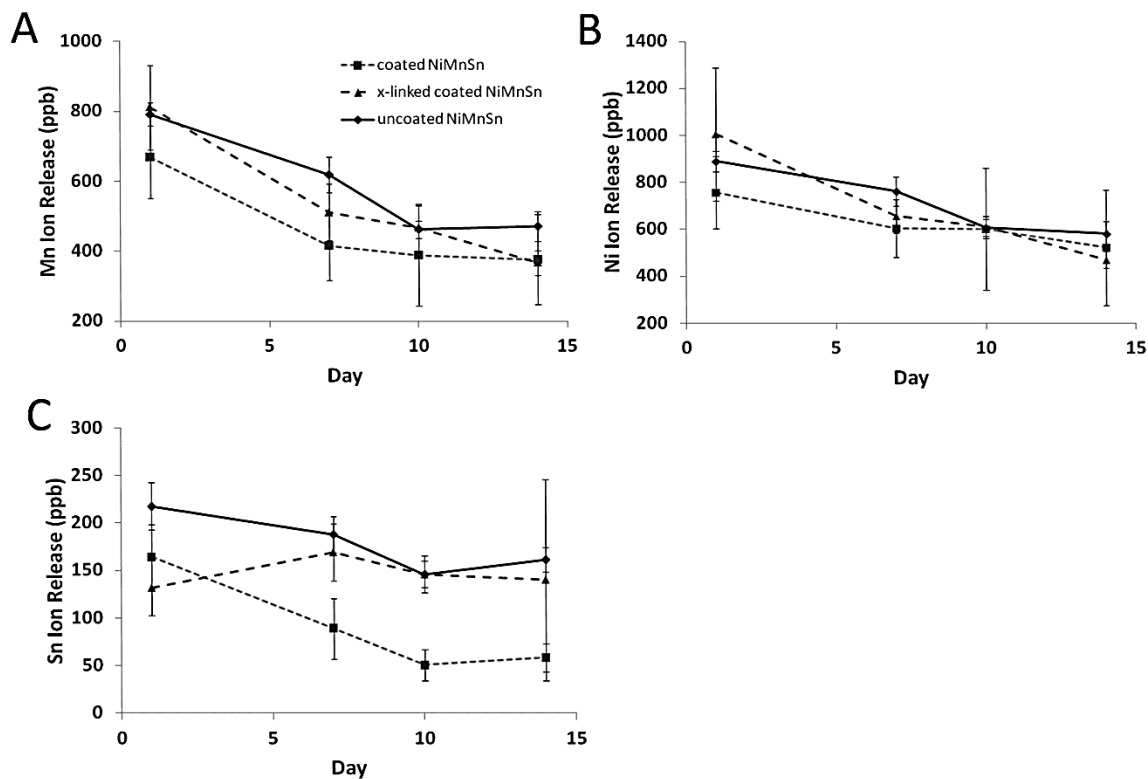 A
1000
800
600
400
200
0
5
10
15
Mn Ion Release (ppb)
Day
coated NiMnSn
x-linked coated NiMnSn
uncoated NiMnSn
B
1400
1200
1000
800
600
400
200
0
5
10
15
Ni Ion Release (ppb)
Day
C
300
250
200
150
100
50
0
0
5
10
15
Sn Ion Release (ppb)
Day